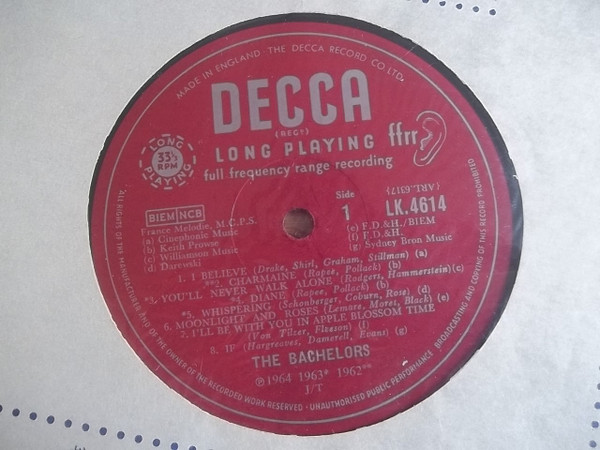 MADE IN ENGLAND THE DECCA RECORD CO LTD.
DECCA
(REGD)
LONG PLAYING
ffrr
full frequency range recording
LONG PLAYING
33⅓
RPM
BIEM NCB
Side
1
(ARL.6317)
LK.4614
France Melodie, M.C.P.S.
(a) Cinephonic Music
(b) Keith Prowse
(c) Williamson Music
(d) Darewski
(e) F.D.&H./BIEM
(f) F.D.&H.
(g) Sydney Bron Music
1. I BELIEVE (Drake, Shirl, Graham, Stillman) (a)
**2. CHARMAINE (Rapee, Pollack) (b)
*3. YOU'LL NEVER WALK ALONE (Rodgers, Hammerstein)(c)
*4. DIANE (Rapee, Pollack) (b)
*5. WHISPERING (Schonberger, Coburn, Rose) (d)
6. MOONLIGHT AND ROSES (Lemare, Moret, Black) (e)
7. I'LL BE WITH YOU IN APPLE BLOSSOM TIME
(Von Tilzer, Fleeson) (f)
8. IF (Hargreaves, Damerell, Evans) (g)
THE BACHELORS
℗1964 1963* 1962**
J/T
ALL RIGHTS OF THE MANUFACTURER AND OF THE OWNER OF THE RECORDED WORK RESERVED · UNAUTHORISED PUBLIC PERFORMANCE BROADCASTING AND COPYING OF THIS RECORD PROHIBITED